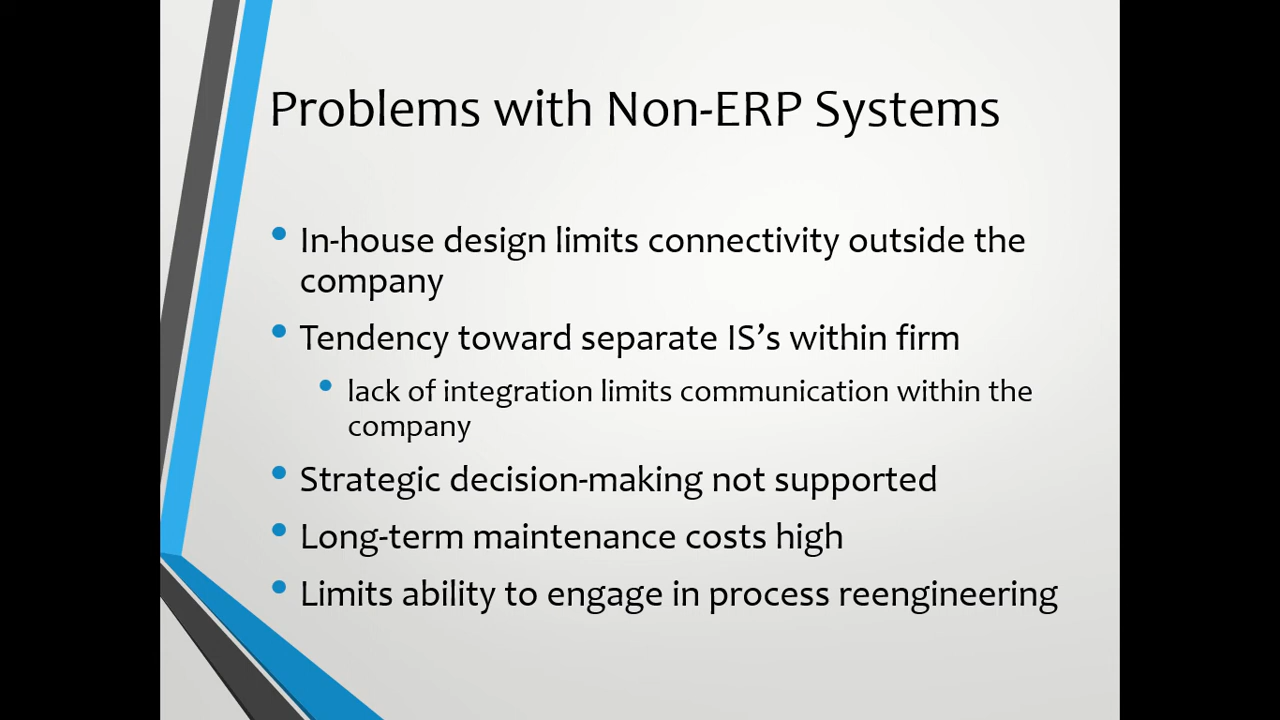 Problems with Non-ERP Systems
• In-house design limits connectivity outside the
company
• Tendency toward separate IS’s within firm
• lack of integration limits communication within the
company
• Strategic decision-making not supported
• Long-term maintenance costs high
• Limits ability to engage in process reengineering